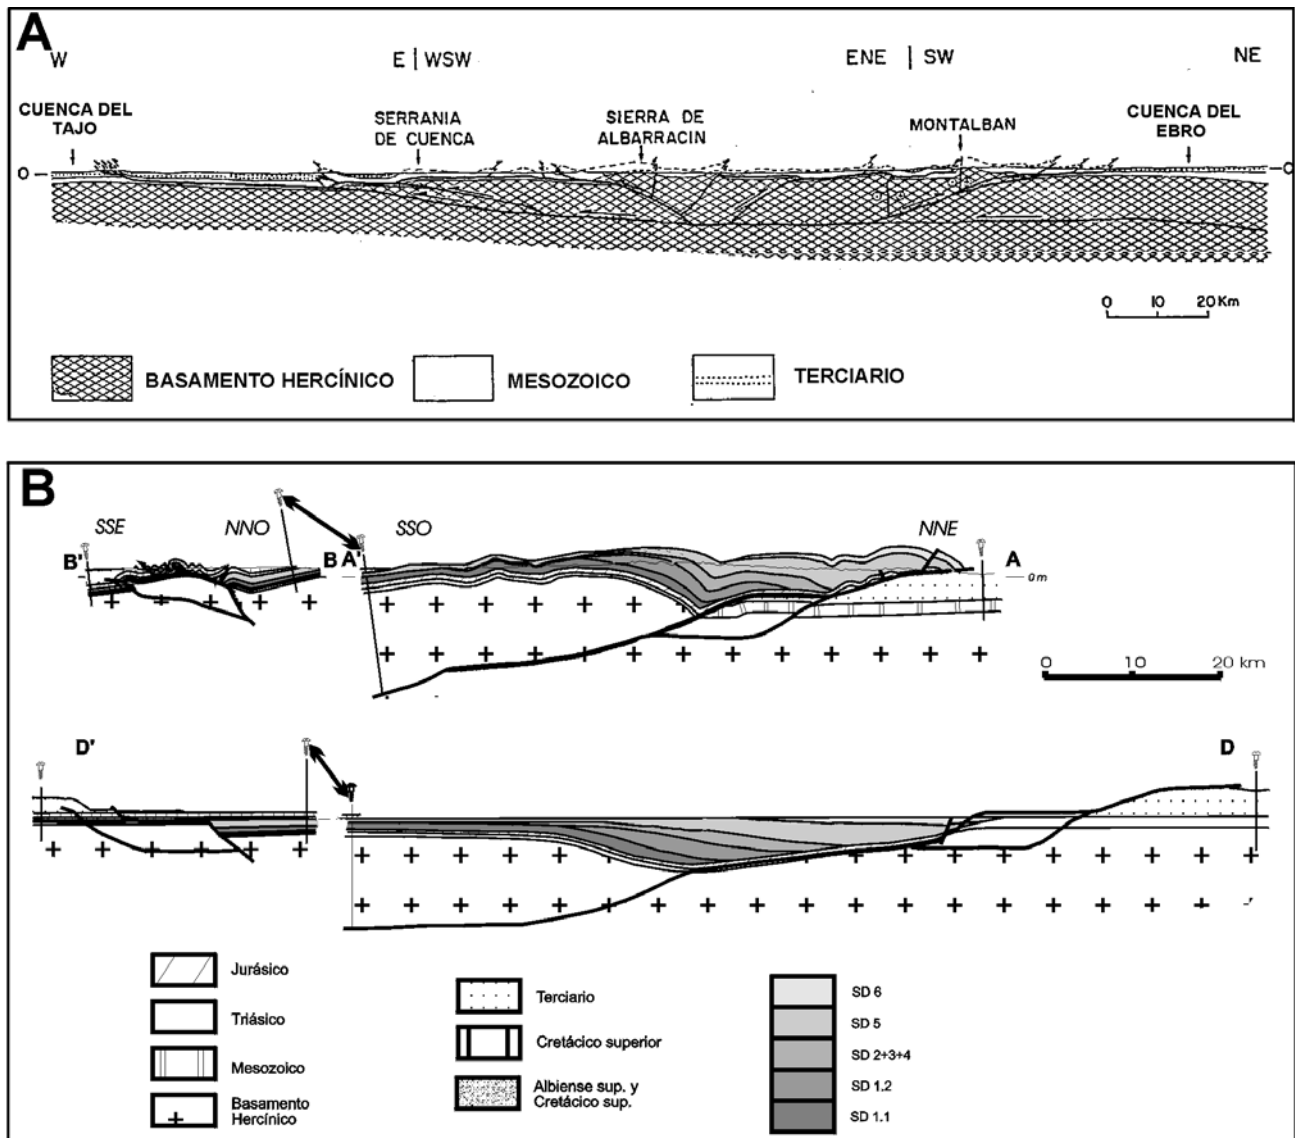 A
W
E | WSW
ENE | SW
NE
CUENCA DEL
TAJO
SERRANIA
DE CUENCA
SIERRA DE
ALBARRACIN
MONTALBAN
CUENCA DEL
EBRO
0
0
0 10 20 Km
BASAMENTO HERCÍNICO
MESOZOICO
TERCIARIO
B
SSE
NNO
SSO
NNE
B'
B
A'
A
0 m
0 10 20 km
D'
D
Jurásico
Triásico
Mesozoico
Basamento
Hercínico
Terciario
Cretácico superior
Albiense sup. y
Cretácico sup.
SD 6
SD 5
SD 2+3+4
SD 1.2
SD 1.1